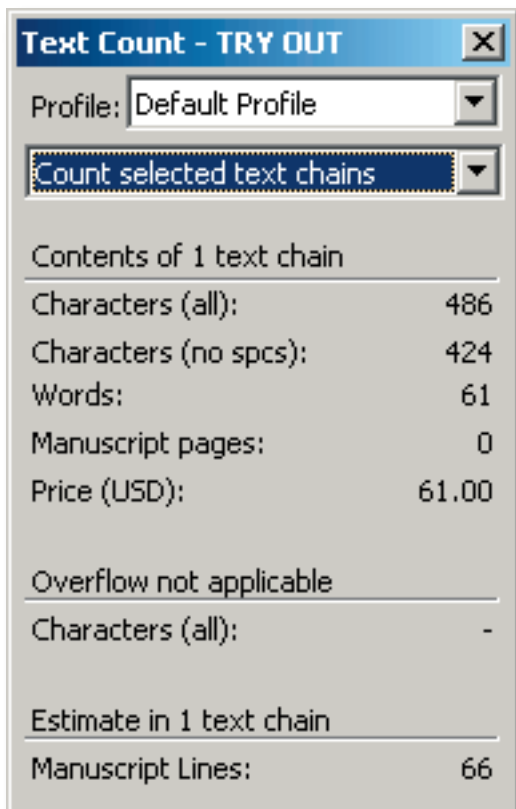 Text Count - TRY OUT
Profile: Default Profile
Count selected text chains
Contents of 1 text chain
Characters (all): 486
Characters (no spcs): 424
Words: 61
Manuscript pages: 0
Price (USD): 61.00
Overflow not applicable
Characters (all): -
Estimate in 1 text chain
Manuscript Lines: 66